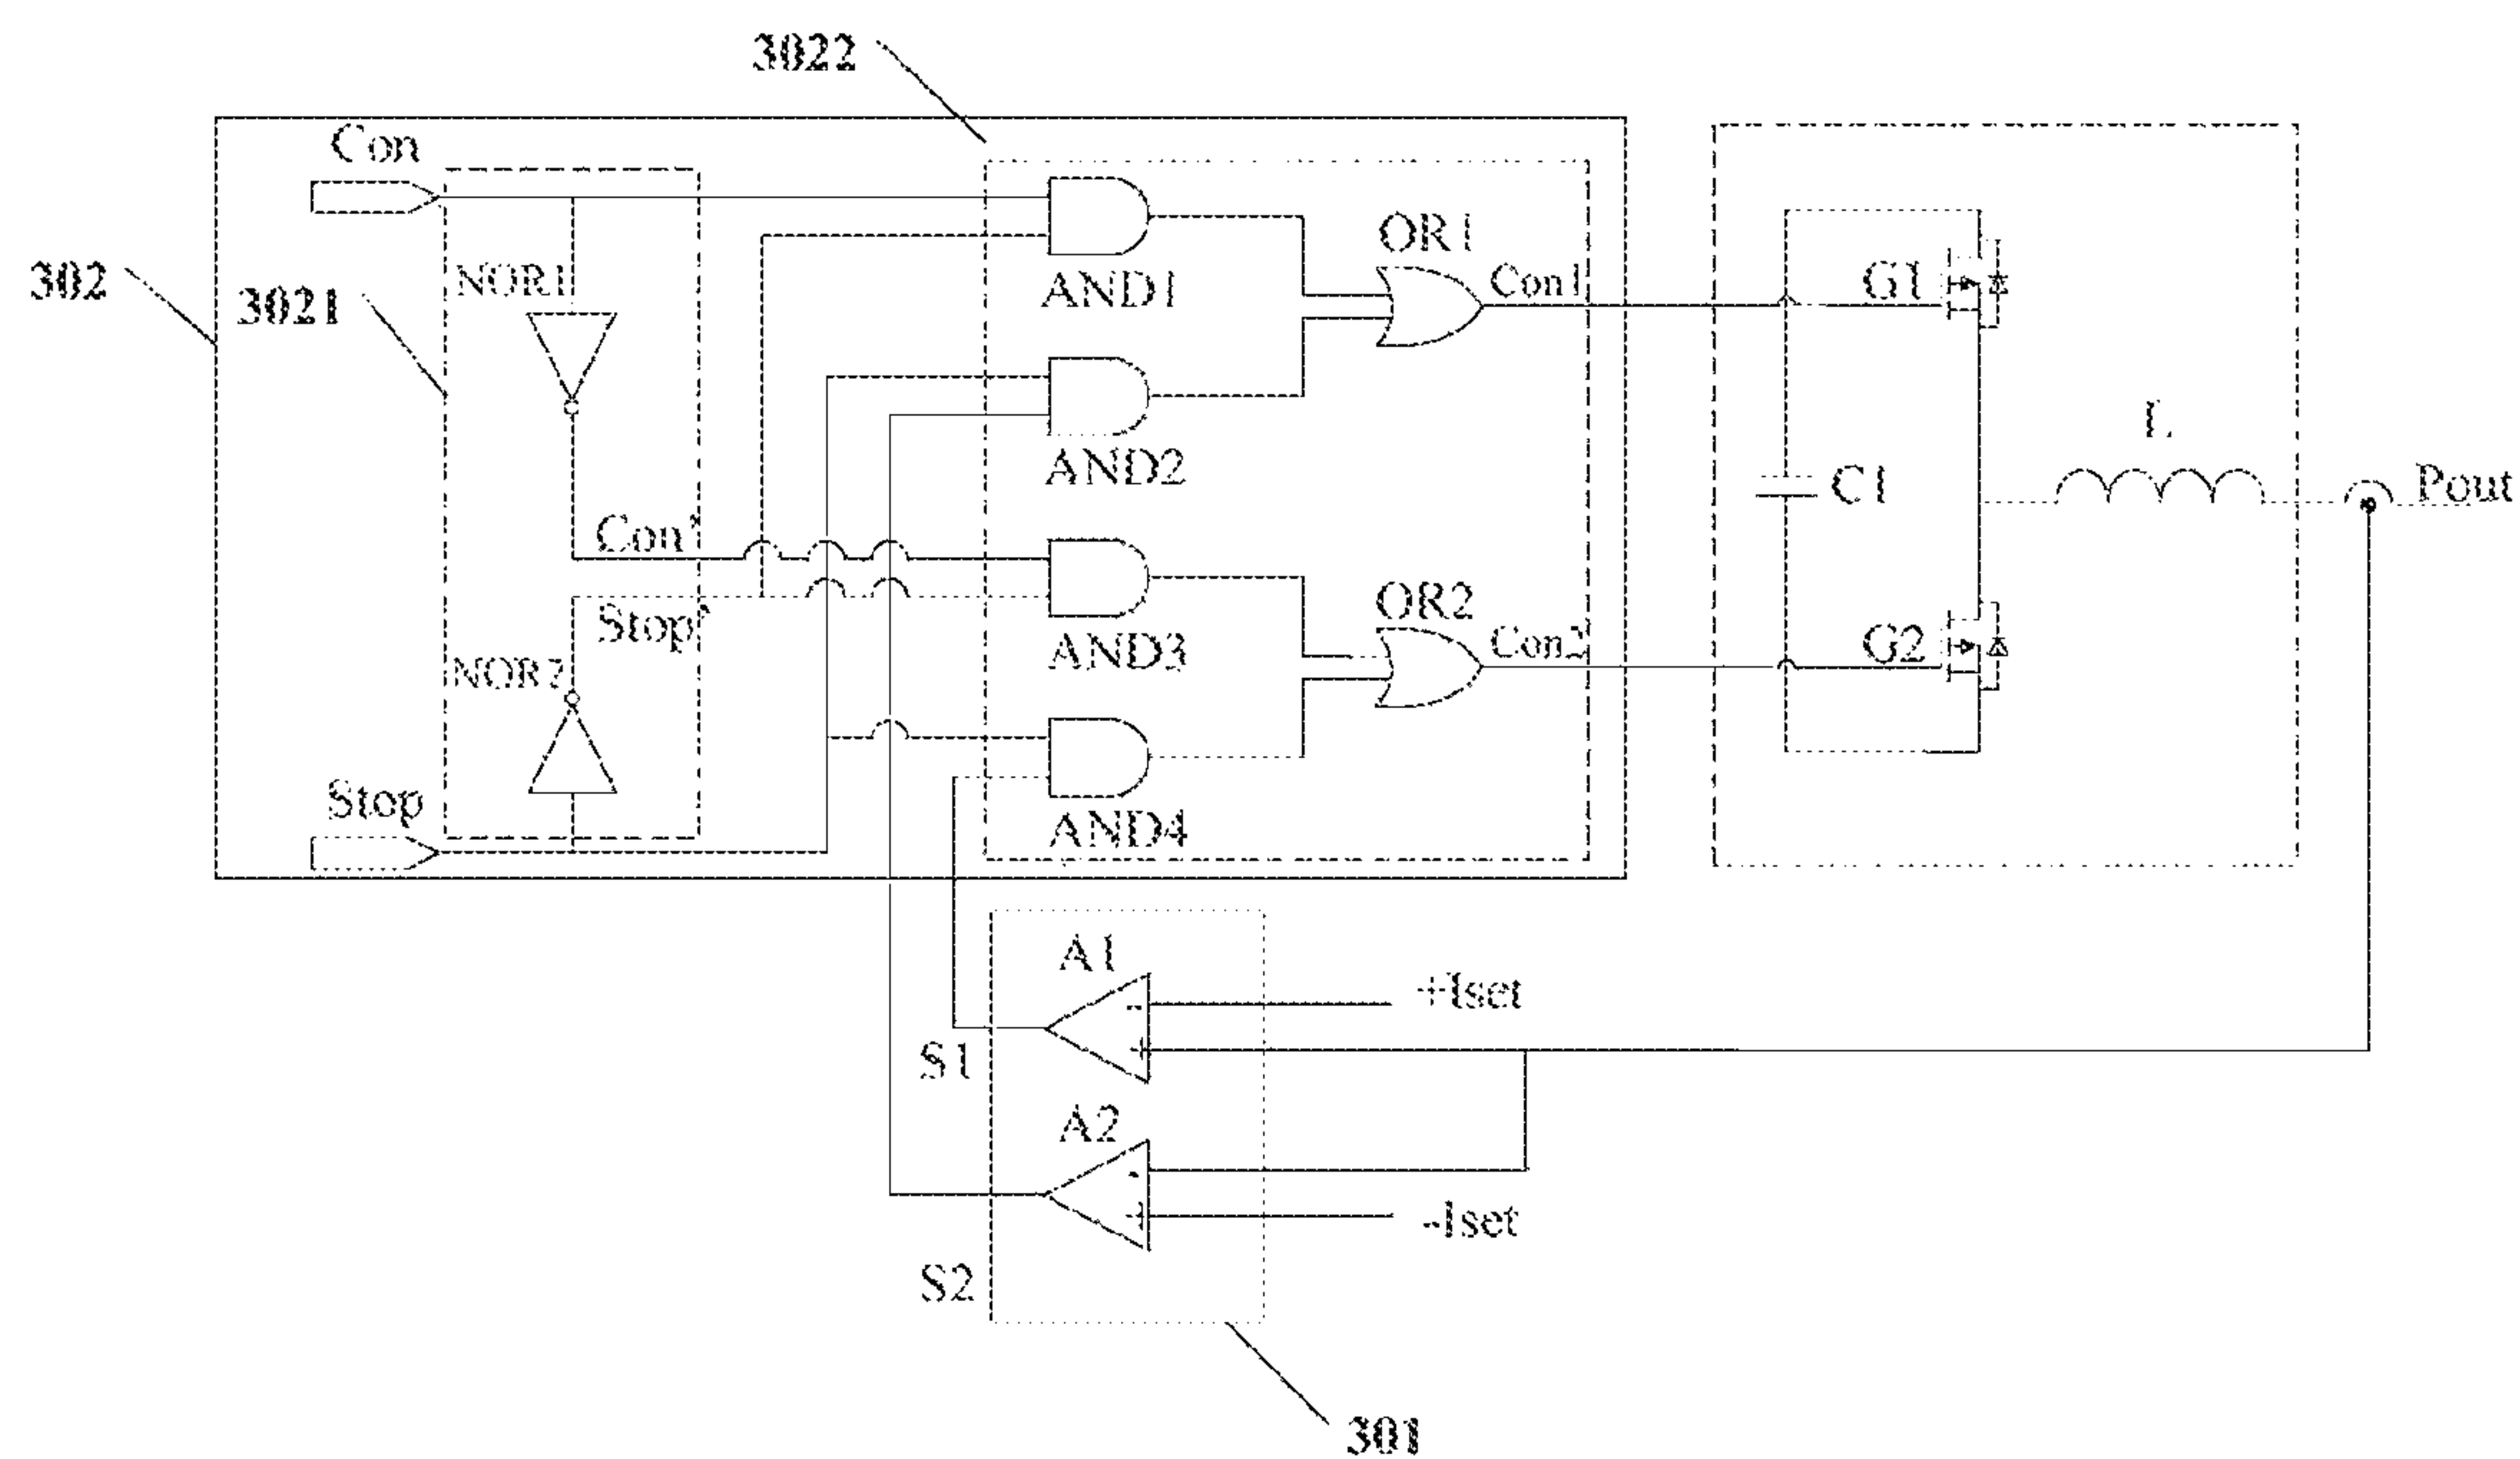 3022
Con
302
3021
NOR1
AND1
OR1
Con1
G1
AND2
L
C1
Pout
Con'
Stop'
AND3
OR2
Con2
G2
NOR2
Stop
AND4
A1
+Iset
-
+
S1
A2
-
+
-Iset
S2
301